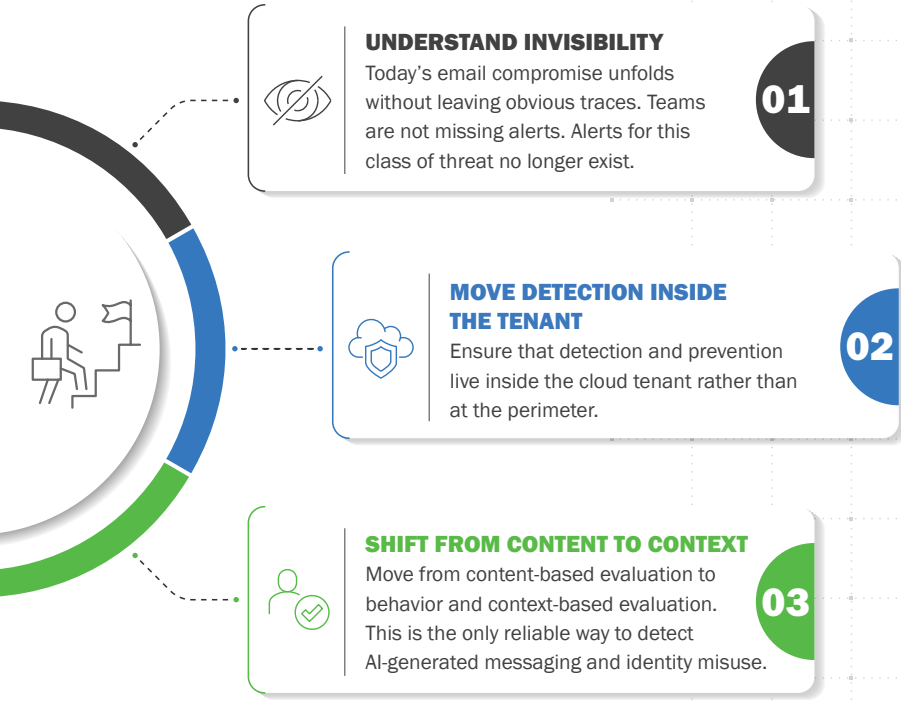 UNDERSTAND INVISIBILITY
Today’s email compromise unfolds
without leaving obvious traces. Teams
are not missing alerts. Alerts for this
class of threat no longer exist.
01
MOVE DETECTION INSIDE
THE TENANT
Ensure that detection and prevention
live inside the cloud tenant rather than
at the perimeter.
02
SHIFT FROM CONTENT TO CONTEXT
Move from content-based evaluation to
behavior and context-based evaluation.
This is the only reliable way to detect
AI-generated messaging and identity misuse.
03